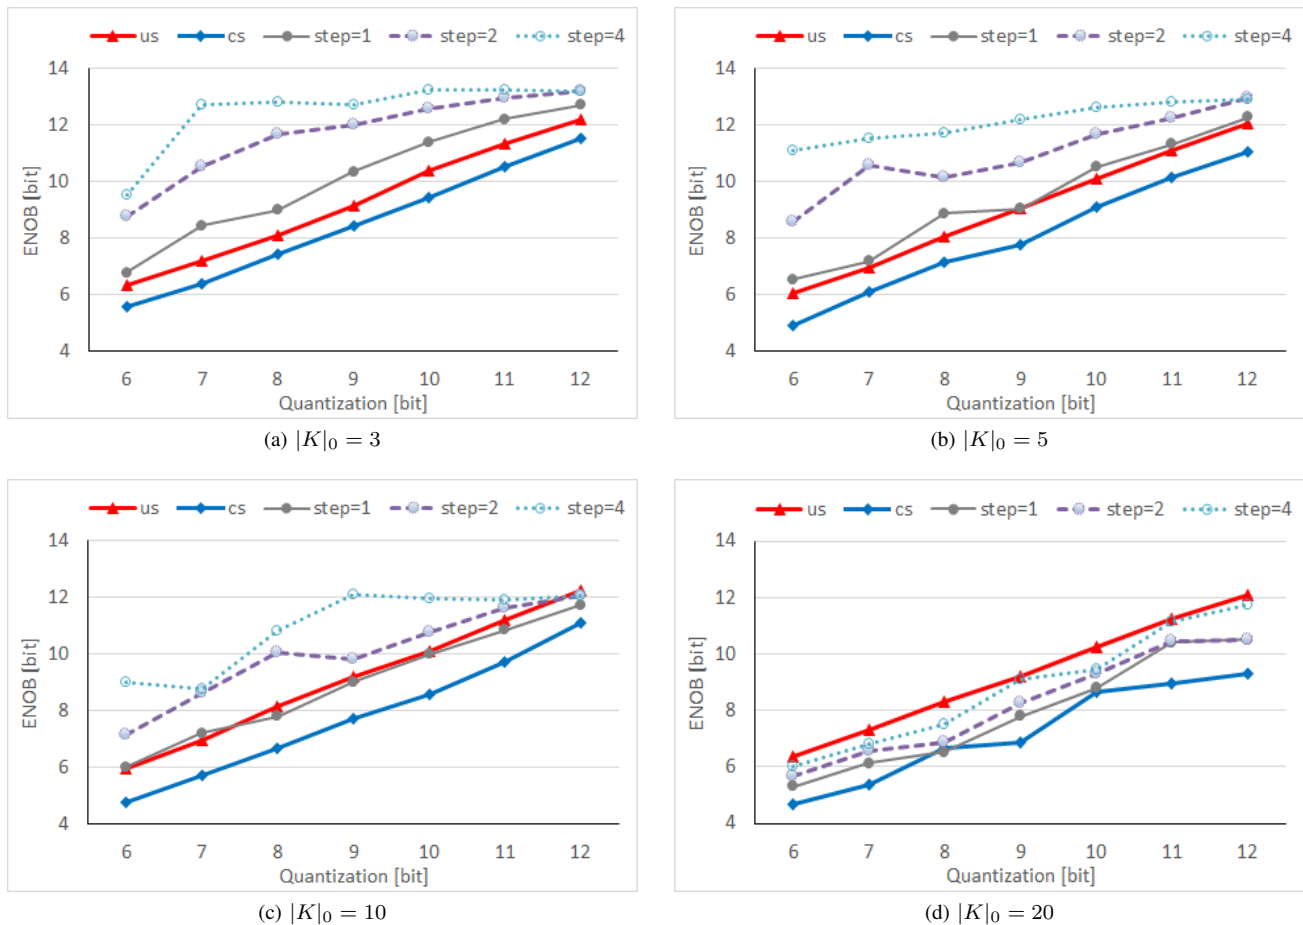 us cs step=1 step=2 step=4
14
12
10
8
6
4
ENOB [bit]
6 7 8 9 10 11 12
Quantization [bit]
(a) |K|₀ = 3
us cs step=1 step=2 step=4
14
12
10
8
6
4
ENOB [bit]
6 7 8 9 10 11 12
Quantization [bit]
(b) |K|₀ = 5
us cs step=1 step=2 step=4
14
12
10
8
6
4
ENOB [bit]
6 7 8 9 10 11 12
Quantization [bit]
(c) |K|₀ = 10
us cs step=1 step=2 step=4
14
12
10
8
6
4
ENOB [bit]
6 7 8 9 10 11 12
Quantization [bit]
(d) |K|₀ = 20